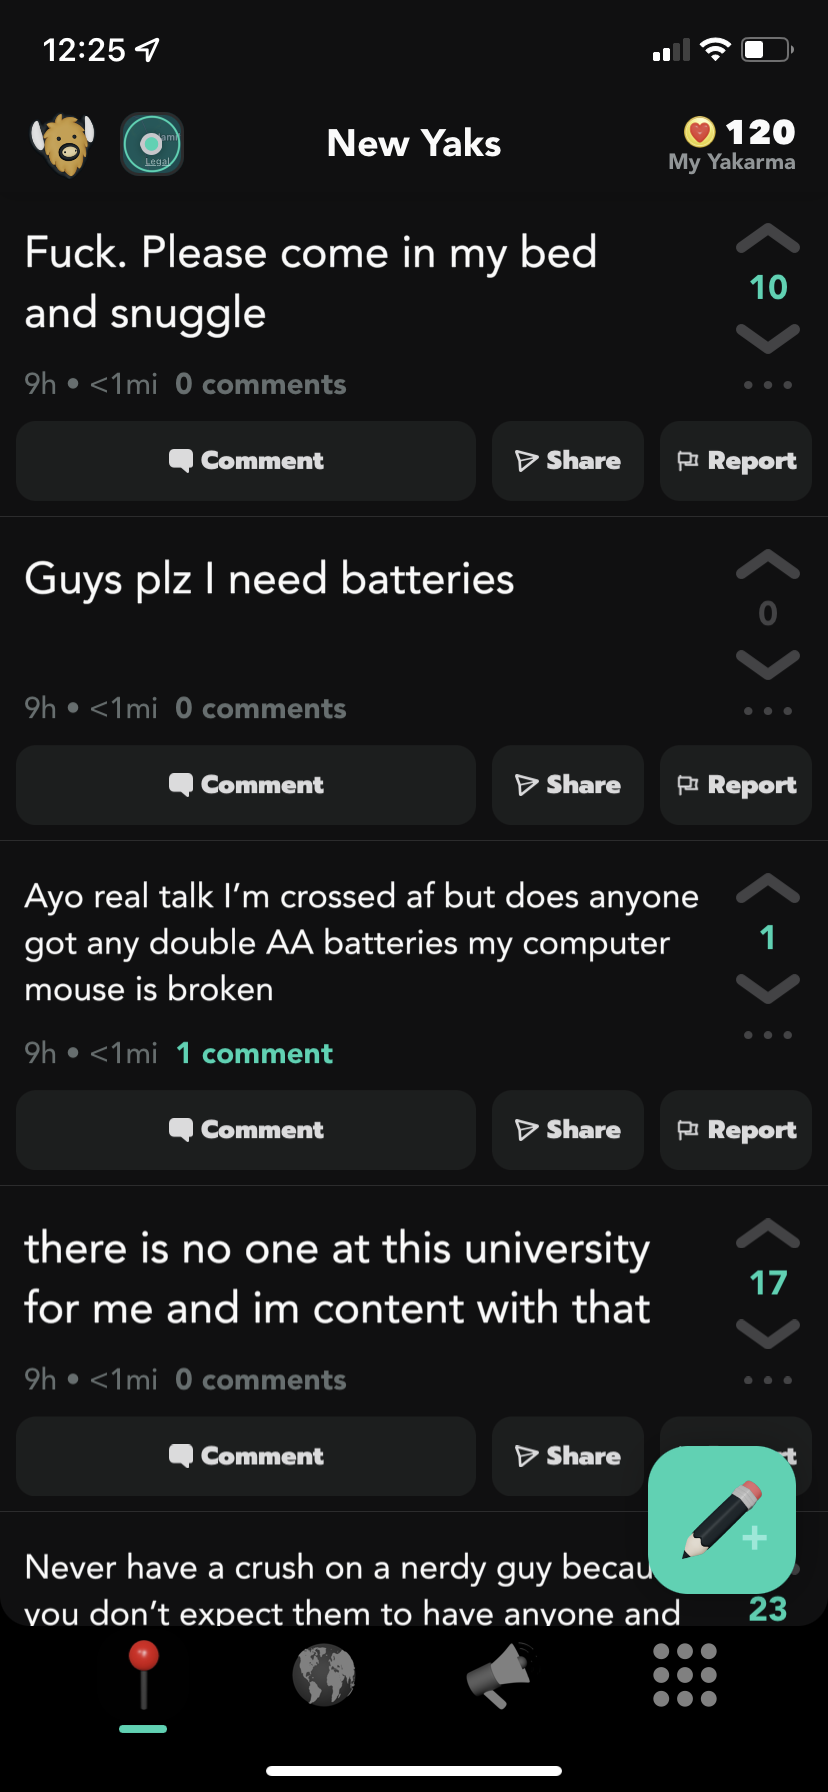 12:25
Legal
New Yaks
120
My Yakarma
Fuck. Please come in my bed
and snuggle
10
9h • <1mi 0 comments
Comment
Share
Report
Guys plz I need batteries
0
9h • <1mi 0 comments
Comment
Share
Report
Ayo real talk I’m crossed af but does anyone
got any double AA batteries my computer
mouse is broken
1
9h • <1mi 1 comment
Comment
Share
Report
there is no one at this university
for me and im content with that
17
9h • <1mi 0 comments
Comment
Share
Never have a crush on a nerdy guy
you don’t expect them to have anyone and
23